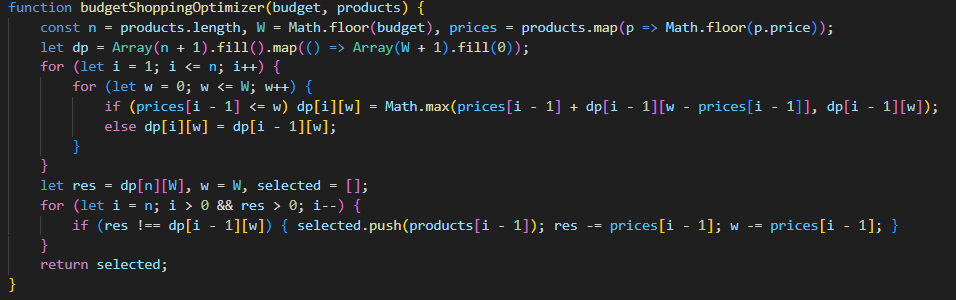 function budgetShoppingOptimizer(budget, products) {
    const n = products.length, W = Math.floor(budget), prices = products.map(p => Math.floor(p.price));
    let dp = Array(n + 1).fill().map(() => Array(W + 1).fill(0));
    for (let i = 1; i <= n; i++) {
        for (let w = 0; w <= W; w++) {
            if (prices[i - 1] <= w) dp[i][w] = Math.max(prices[i - 1] + dp[i - 1][w - prices[i - 1]], dp[i - 1][w]);
            else dp[i][w] = dp[i - 1][w];
        }
    }
    let res = dp[n][W], w = W, selected = [];
    for (let i = n; i > 0 && res > 0; i--) {
        if (res !== dp[i - 1][w]) { selected.push(products[i - 1]); res -= prices[i - 1]; w -= prices[i - 1]; }
    }
    return selected;
}